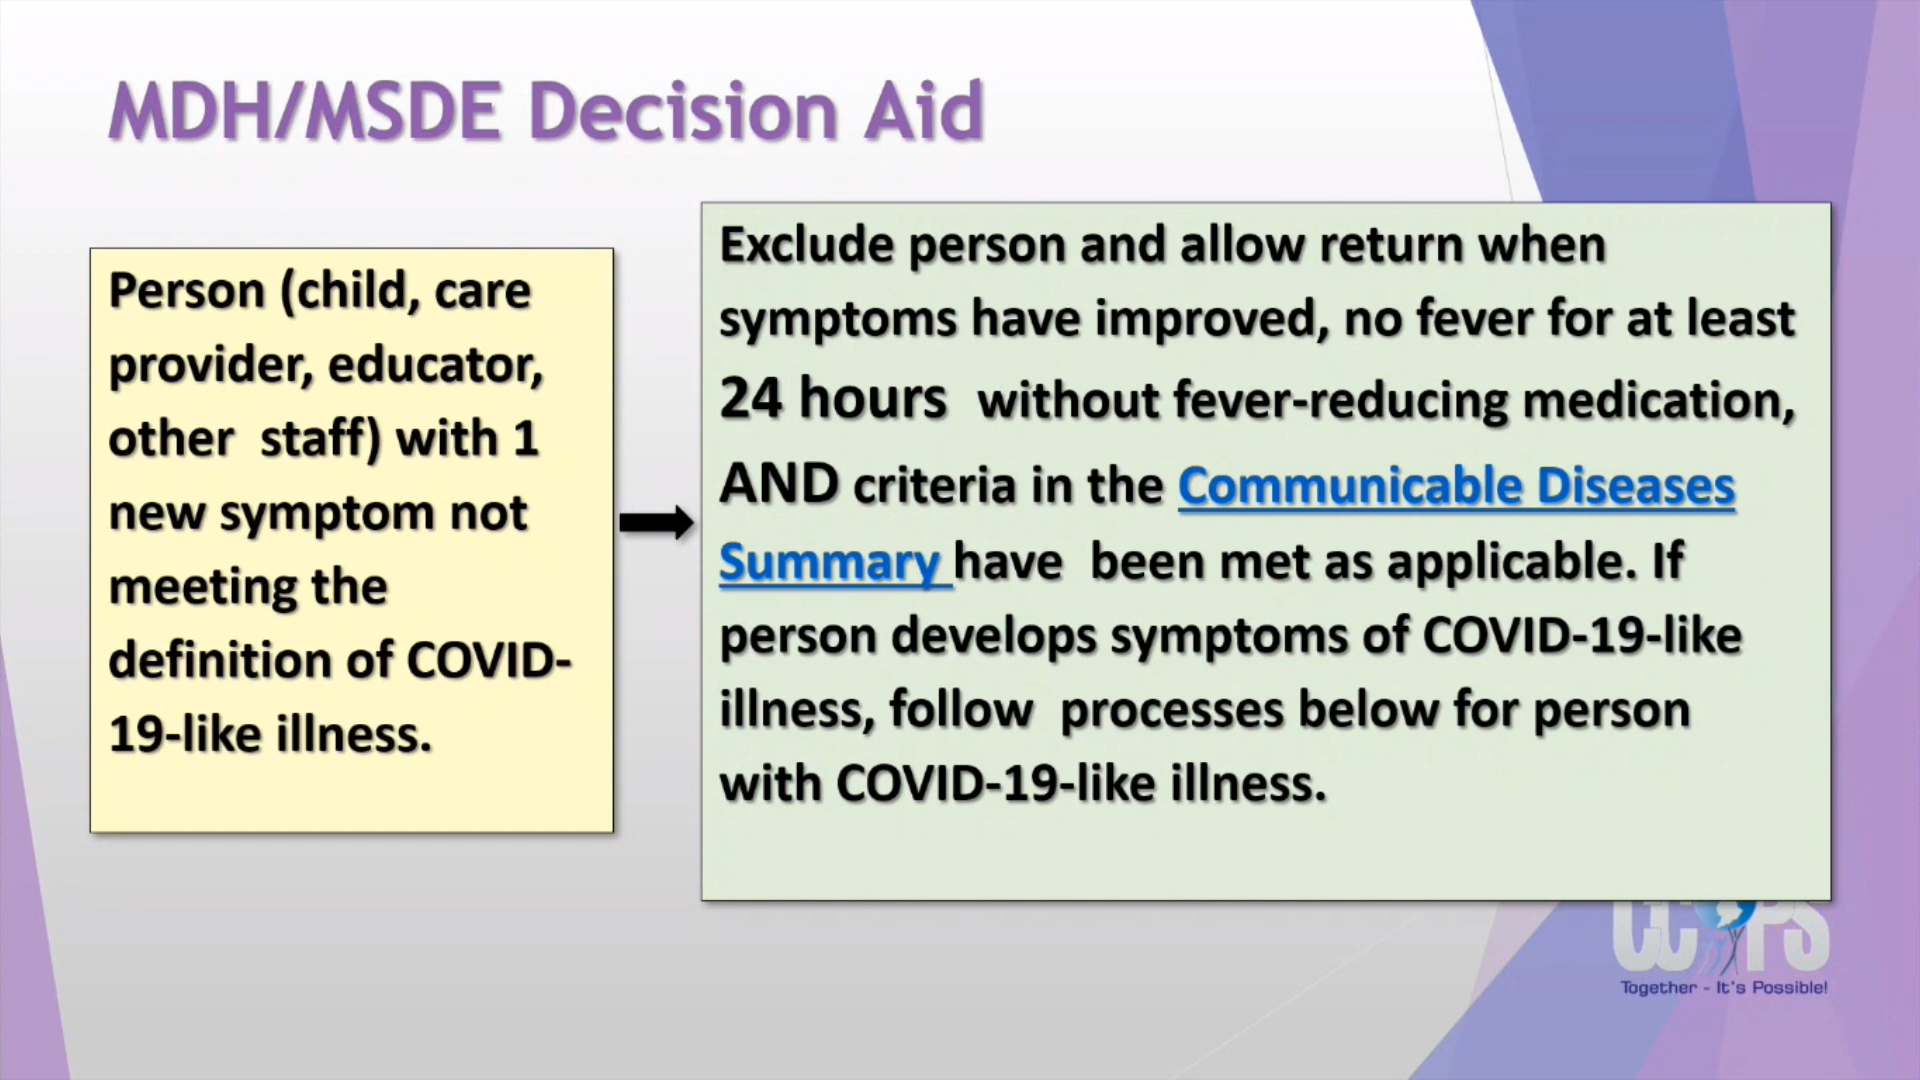 MDH/MSDE Decision Aid
Person (child, care
provider, educator,
other staff) with 1
new symptom not
meeting the
definition of COVID-
19-like illness.
Exclude person and allow return when
symptoms have improved, no fever for at least
24 hours without fever-reducing medication,
AND criteria in the Communicable Diseases
Summary have been met as applicable. If
person develops symptoms of COVID-19-like
illness, follow processes below for person
with COVID-19-like illness.
Together - It's Possible!